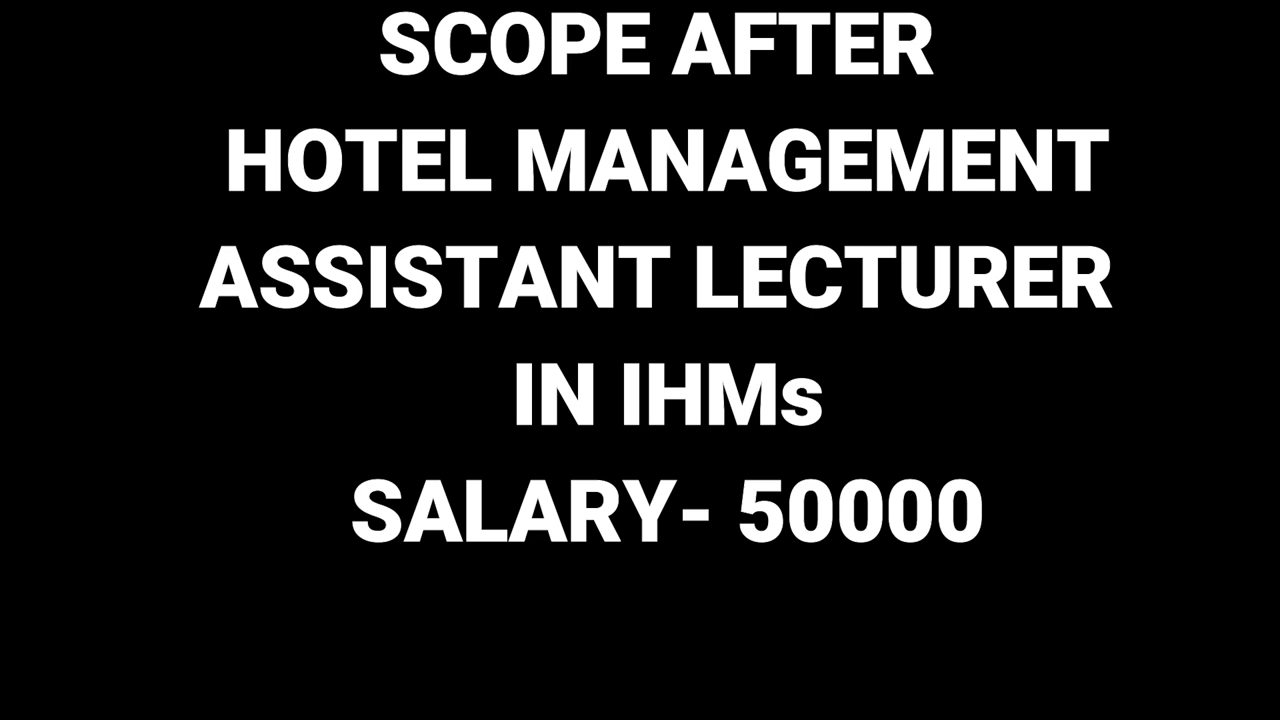 SCOPE AFTER
HOTEL MANAGEMENT
ASSISTANT LECTURER
IN IHMs
SALARY- 50000